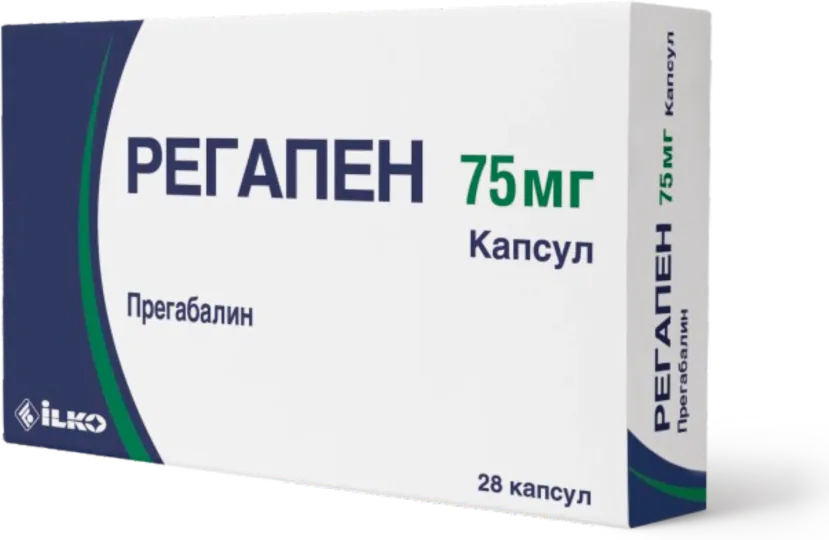 РЕГАПЕН 75мг
Капсул
Прегабалин
İLKO
28 капсул
РЕГАПЕН 75мг Капсул
Прегабалин